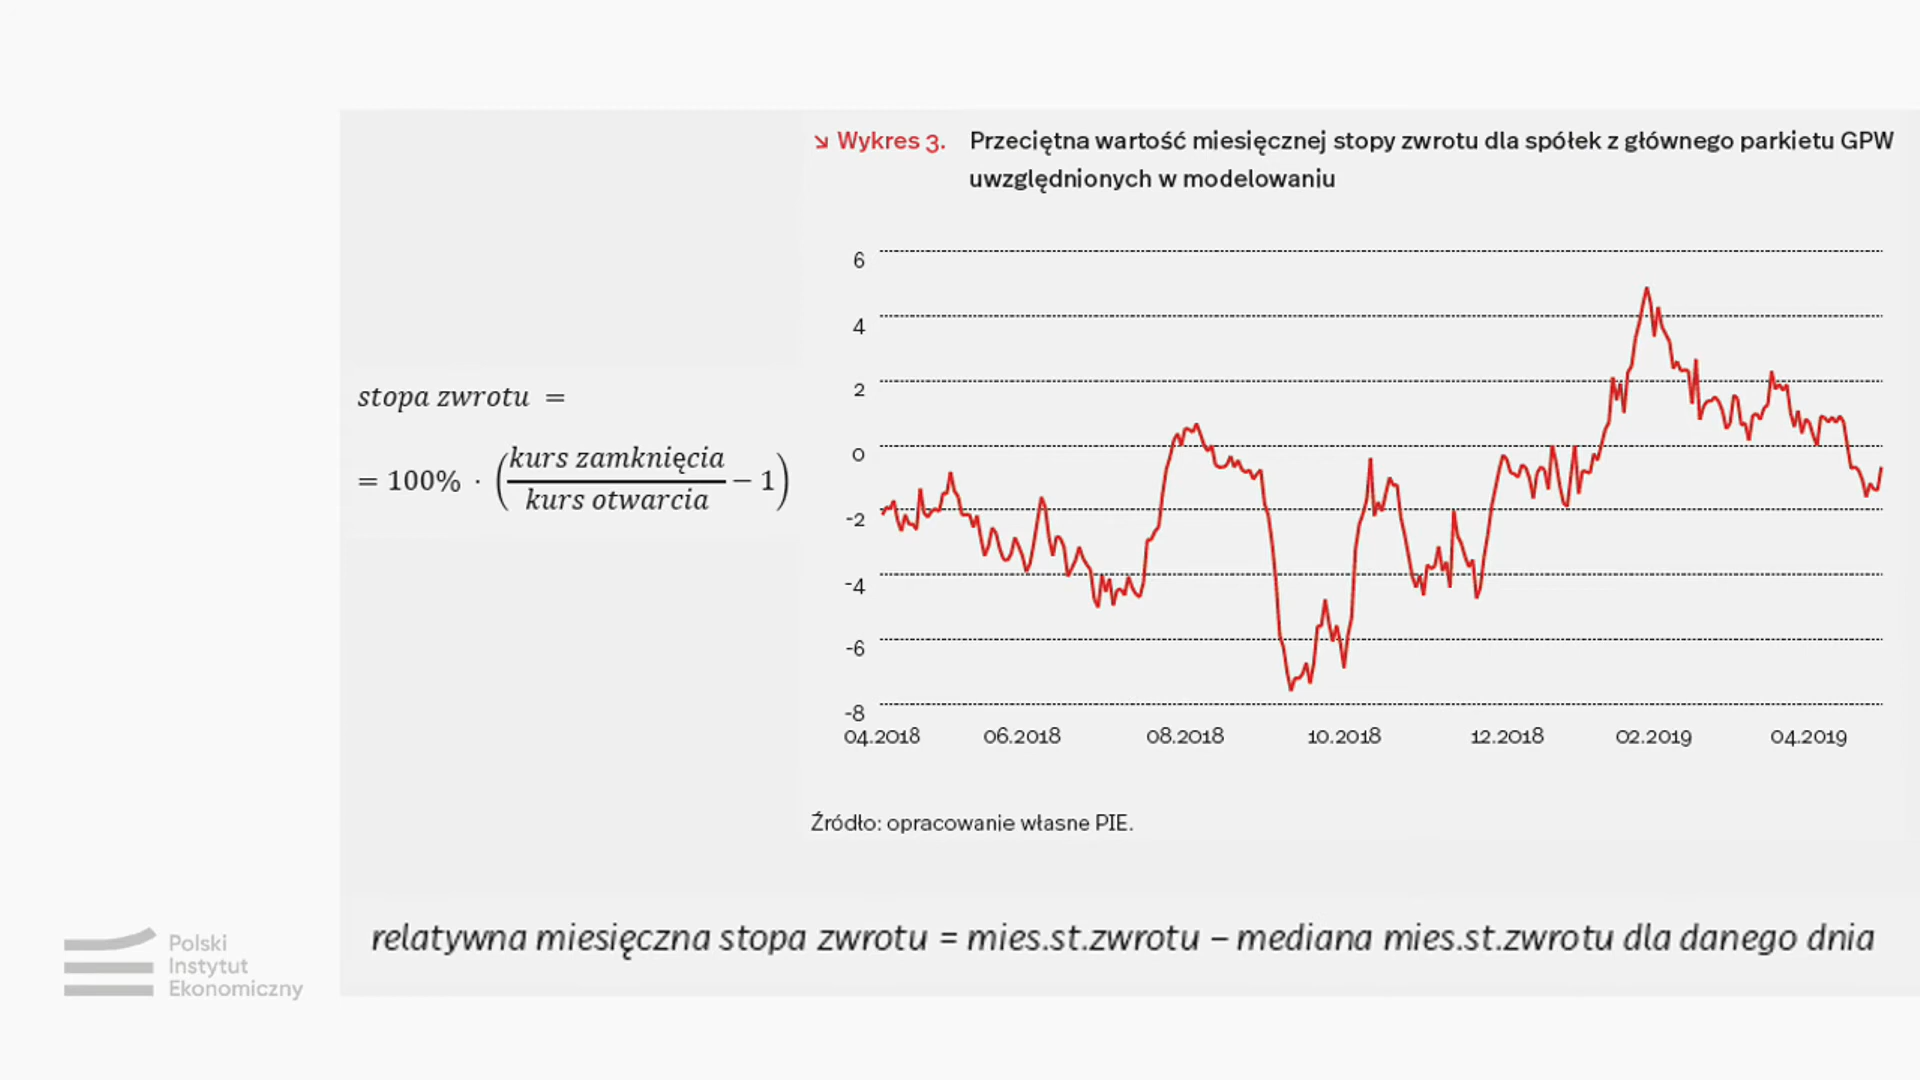 ↘ Wykres 3. Przeciętna wartość miesięcznej stopy zwrotu dla spółek z głównego parkietu GPW
uwzględnionych w modelowaniu
stopa zwrotu =
= 100% · (kurs zamknięcia / kurs otwarcia − 1)
6
4
2
0
-2
-4
-6
-8
04.2018 06.2018 08.2018 10.2018 12.2018 02.2019 04.2019
Źródło: opracowanie własne PIE.
relatywna miesięczna stopa zwrotu = mies.st.zwrotu – mediana mies.st.zwrotu dla danego dnia
Polski
Instytut
Ekonomiczny